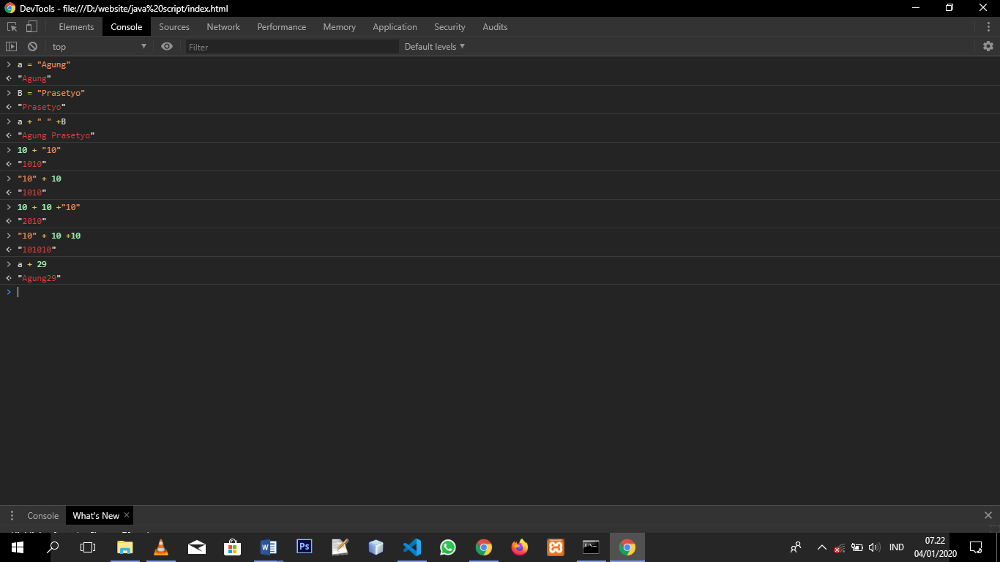 DevTools - file:///D:/website/java%20script/index.html
Elements Console Sources Network Performance Memory Application Security Audits
top Filter Default levels
a = "Agung"
"Agung"
B = "Prasetyo"
"Prasetyo"
a + " " +B
"Agung Prasetyo"
10 + "10"
"1010"
"10" + 10
"1010"
10 + 10 +"10"
"2010"
"10" + 10 +10
"101010"
a + 29
"Agung29"
Console What's New
W Ps IND 07.22
04/01/2020